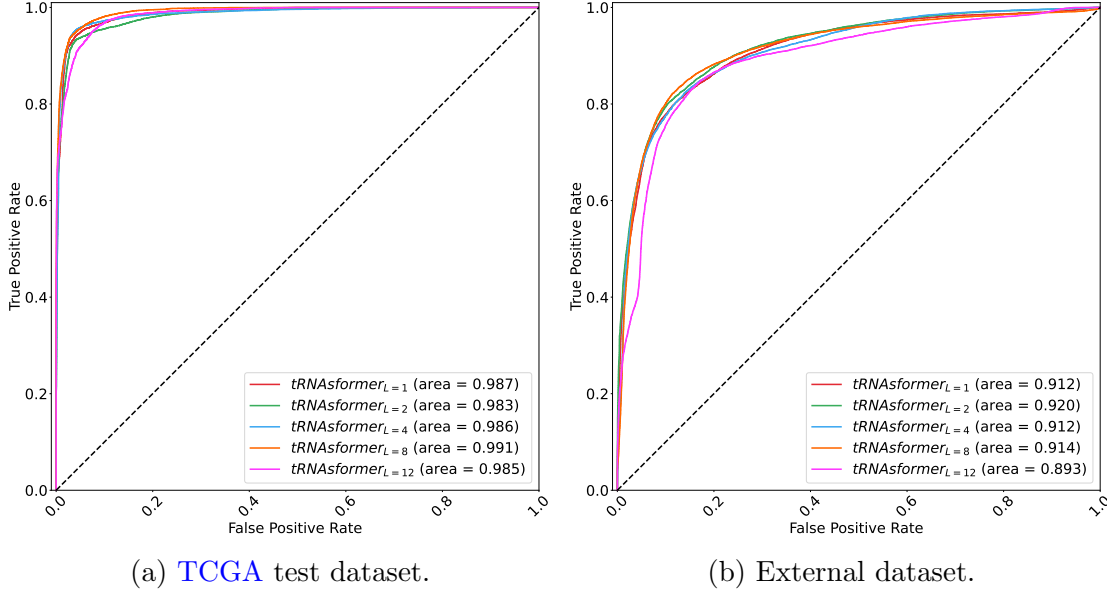 1.0
0.8
0.6
0.4
0.2
0.0
True Positive Rate
0.0
0.2
0.4
0.6
0.8
1.0
False Positive Rate
tRNAsformer_{L=1} (area = 0.987)
tRNAsformer_{L=2} (area = 0.983)
tRNAsformer_{L=4} (area = 0.986)
tRNAsformer_{L=8} (area = 0.991)
tRNAsformer_{L=12} (area = 0.985)
(a) TCGA test dataset.
1.0
0.8
0.6
0.4
0.2
0.0
True Positive Rate
0.0
0.2
0.4
0.6
0.8
1.0
False Positive Rate
tRNAsformer_{L=1} (area = 0.912)
tRNAsformer_{L=2} (area = 0.920)
tRNAsformer_{L=4} (area = 0.912)
tRNAsformer_{L=8} (area = 0.914)
tRNAsformer_{L=12} (area = 0.893)
(b) External dataset.